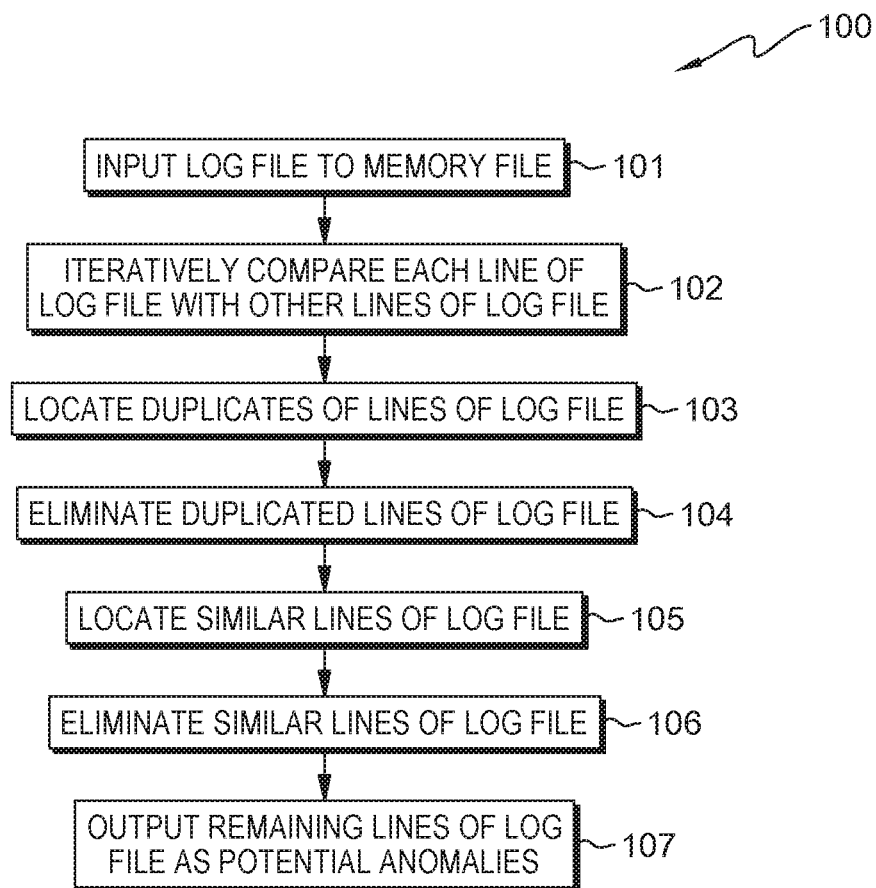 100
INPUT LOG FILE TO MEMORY FILE
101
ITERATIVELY COMPARE EACH LINE OF
LOG FILE WITH OTHER LINES OF LOG FILE
102
LOCATE DUPLICATES OF LINES OF LOG FILE
103
ELIMINATE DUPLICATED LINES OF LOG FILE
104
LOCATE SIMILAR LINES OF LOG FILE
105
ELIMINATE SIMILAR LINES OF LOG FILE
106
OUTPUT REMAINING LINES OF LOG
FILE AS POTENTIAL ANOMALIES
107